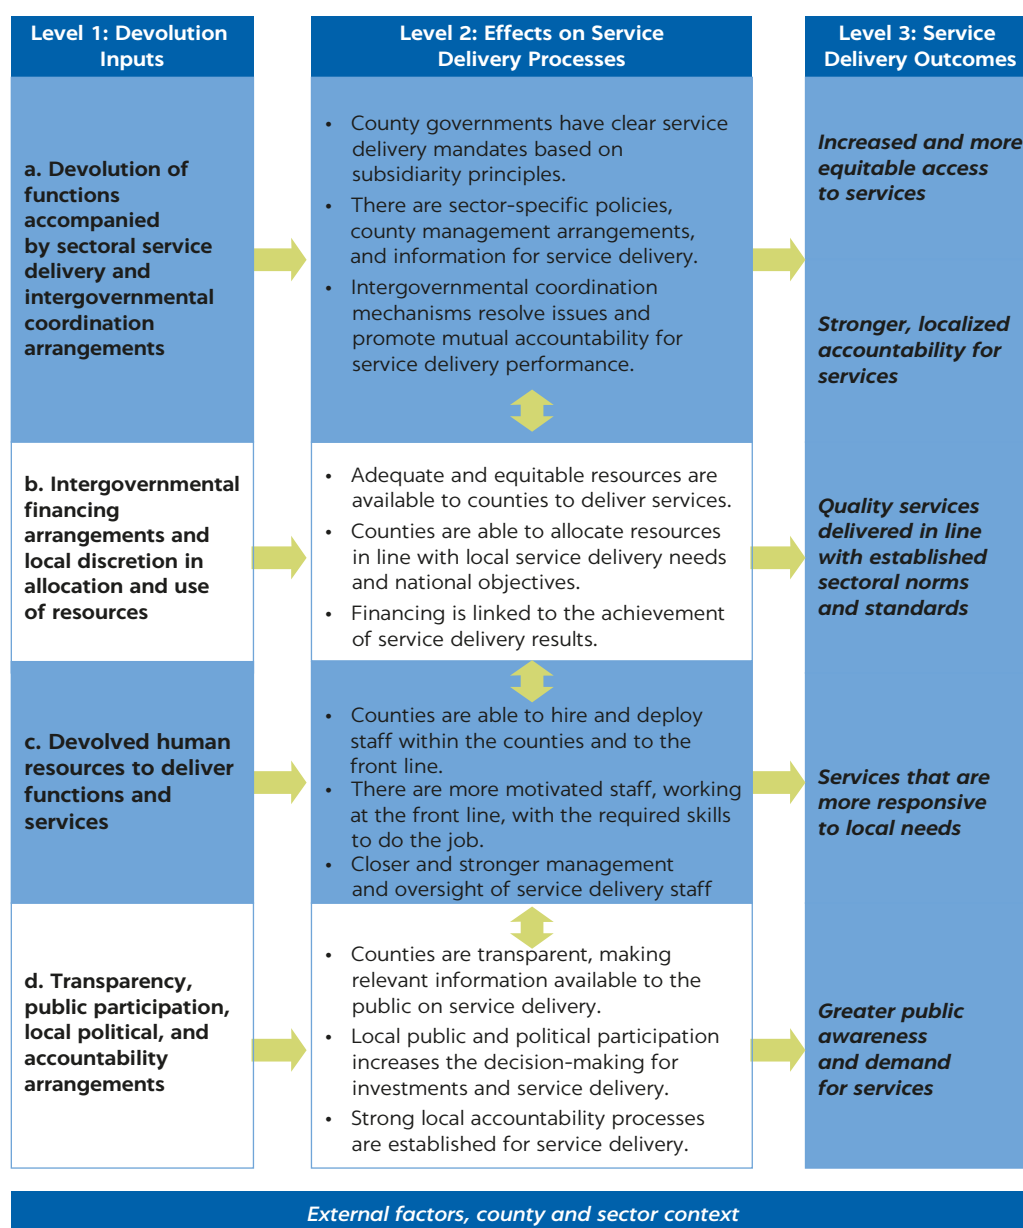 Level 1: Devolution
Inputs
Level 2: Effects on Service
Delivery Processes
Level 3: Service
Delivery Outcomes
a. Devolution of
functions
accompanied
by sectoral service
delivery and
intergovernmental
coordination
arrangements
• County governments have clear service
delivery mandates based on
subsidiarity principles.
• There are sector-specific policies,
county management arrangements,
and information for service delivery.
• Intergovernmental coordination
mechanisms resolve issues and
promote mutual accountability for
service delivery performance.
Increased and more
equitable access
to services
Stronger, localized
accountability for
services
b. Intergovernmental
financing
arrangements and
local discretion in
allocation and use
of resources
• Adequate and equitable resources are
available to counties to deliver services.
• Counties are able to allocate resources
in line with local service delivery needs
and national objectives.
• Financing is linked to the achievement
of service delivery results.
Quality services
delivered in line
with established
sectoral norms
and standards
c. Devolved human
resources to deliver
functions and
services
• Counties are able to hire and deploy
staff within the counties and to the
front line.
• There are more motivated staff, working
at the front line, with the required skills
to do the job.
• Closer and stronger management
and oversight of service delivery staff
Services that are
more responsive
to local needs
d. Transparency,
public participation,
local political, and
accountability
arrangements
• Counties are transparent, making
relevant information available to the
public on service delivery.
• Local public and political participation
increases the decision-making for
investments and service delivery.
• Strong local accountability processes
are established for service delivery.
Greater public
awareness
and demand
for services
External factors, county and sector context